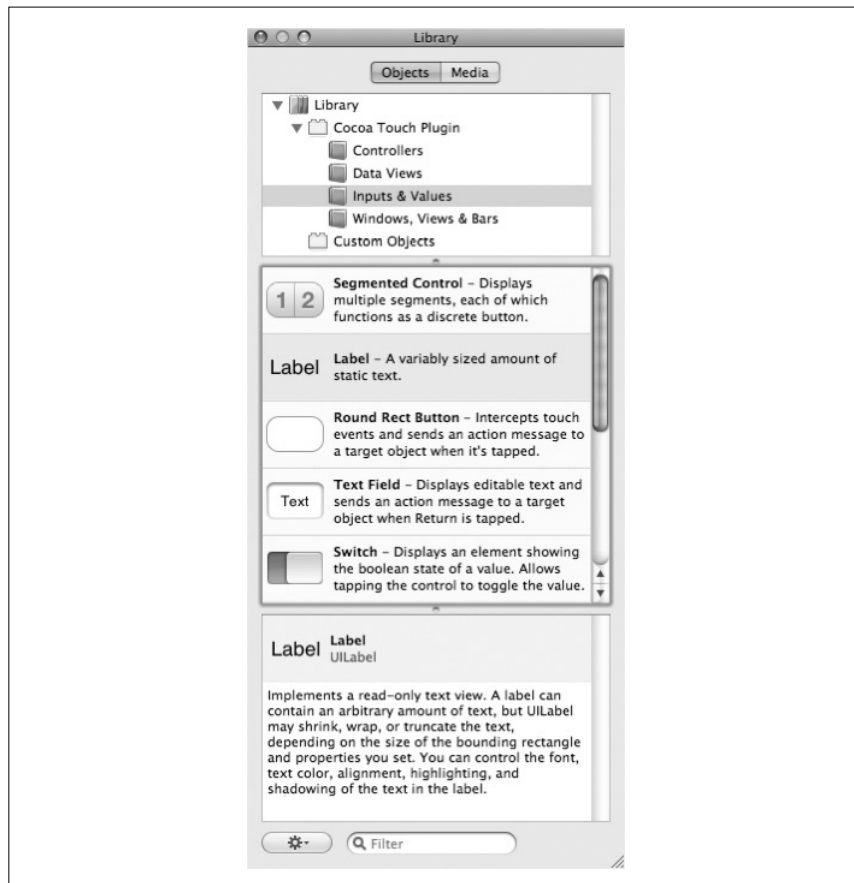 Library
Objects Media
Library
Cocoa Touch Plugin
Controllers
Data Views
Inputs & Values
Windows, Views & Bars
Custom Objects
1 2
Segmented Control – Displays
multiple segments, each of which
functions as a discrete button.
Label
Label – A variably sized amount of
static text.
Round Rect Button – Intercepts touch
events and sends an action message to
a target object when it's tapped.
Text
Text Field – Displays editable text and
sends an action message to a target
object when Return is tapped.
Switch – Displays an element showing
the boolean state of a value. Allows
tapping the control to toggle the value.
Label
Label
UILabel
Implements a read-only text view. A label can
contain an arbitrary amount of text, but UILabel
may shrink, wrap, or truncate the text,
depending on the size of the bounding rectangle
and properties you set. You can control the font,
text color, alignment, highlighting, and
shadowing of the text in the label.
Filter